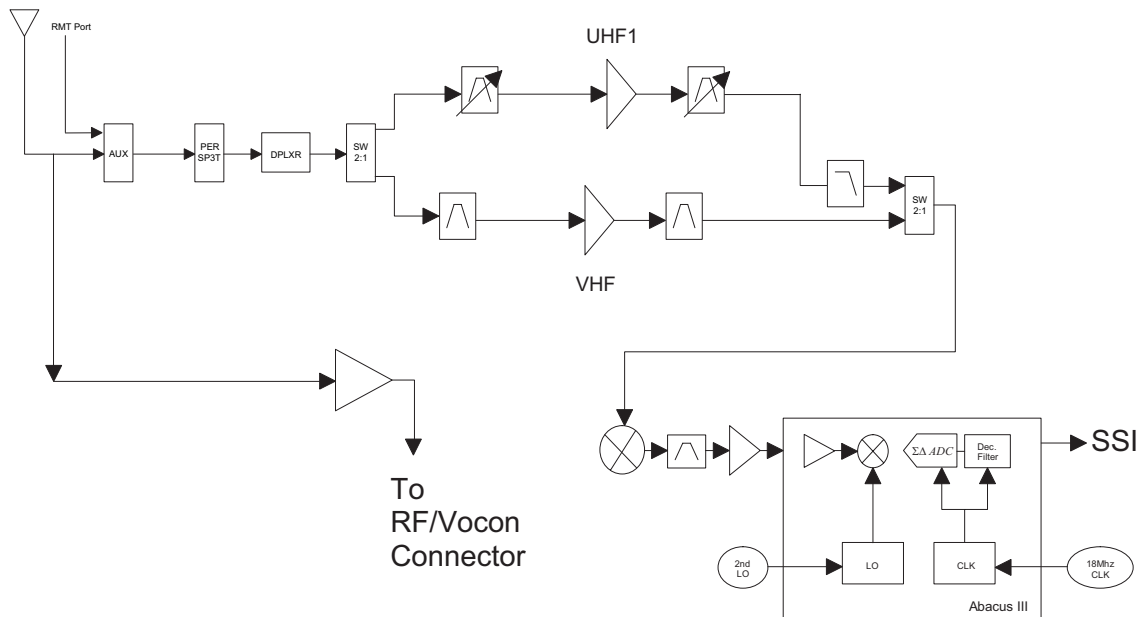 RMT Port
UHF1
AUX
PER
SP3T
DPLXR
SW
2:1
SW
2:1
VHF
To
RF/Vocon
Connector
ΣΔ ADC
Dec.
Filter
SSI
2nd
LO
LO
CLK
18Mhz
CLK
Abacus III